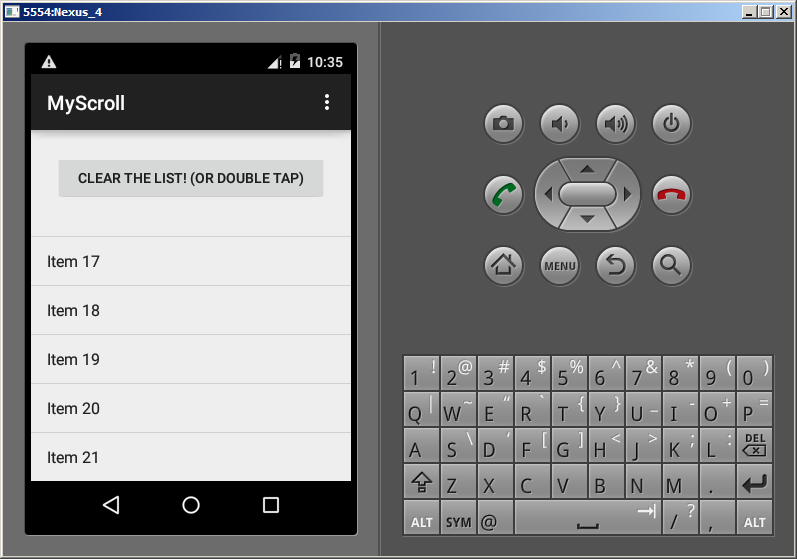 5554:Nexus_4
10:35
MyScroll
CLEAR THE LIST! (OR DOUBLE TAP)
Item 17
Item 18
Item 19
Item 20
Item 21
MENU
1 ! 2 @ 3 # 4 $ 5 % 6 ^ 7 & 8 * 9 ( 0 )
Q | W ~ E “ R ` T { Y } U _ I - O + P =
A S \ D ‘ F [ G ] H < J > K ; L : DEL
Z X C V B N M .
ALT SYM @ / ? , ALT